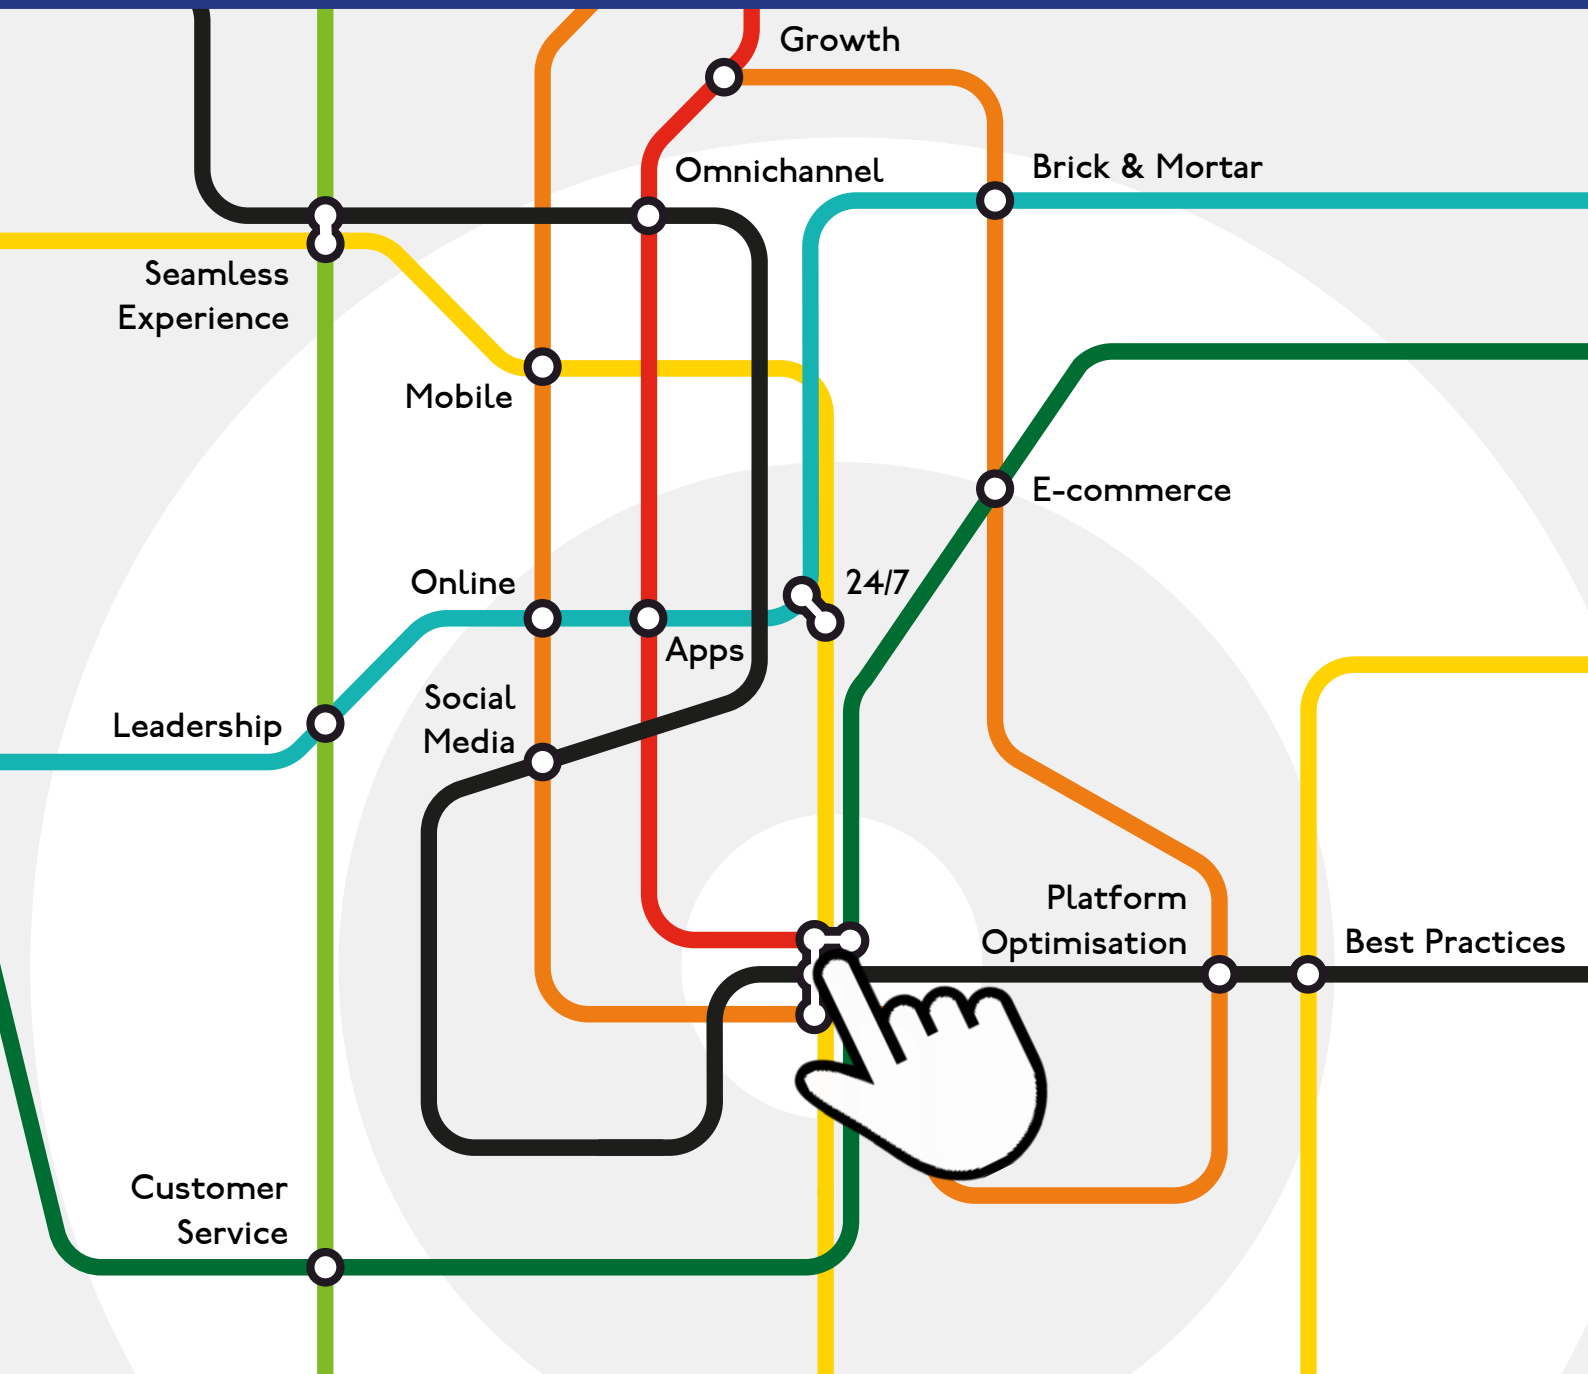 Growth
Omnichannel
Brick & Mortar
Seamless
Experience
Mobile
E-commerce
Online
24/7
Apps
Social
Media
Leadership
Platform
Optimisation
Best Practices
Customer
Service